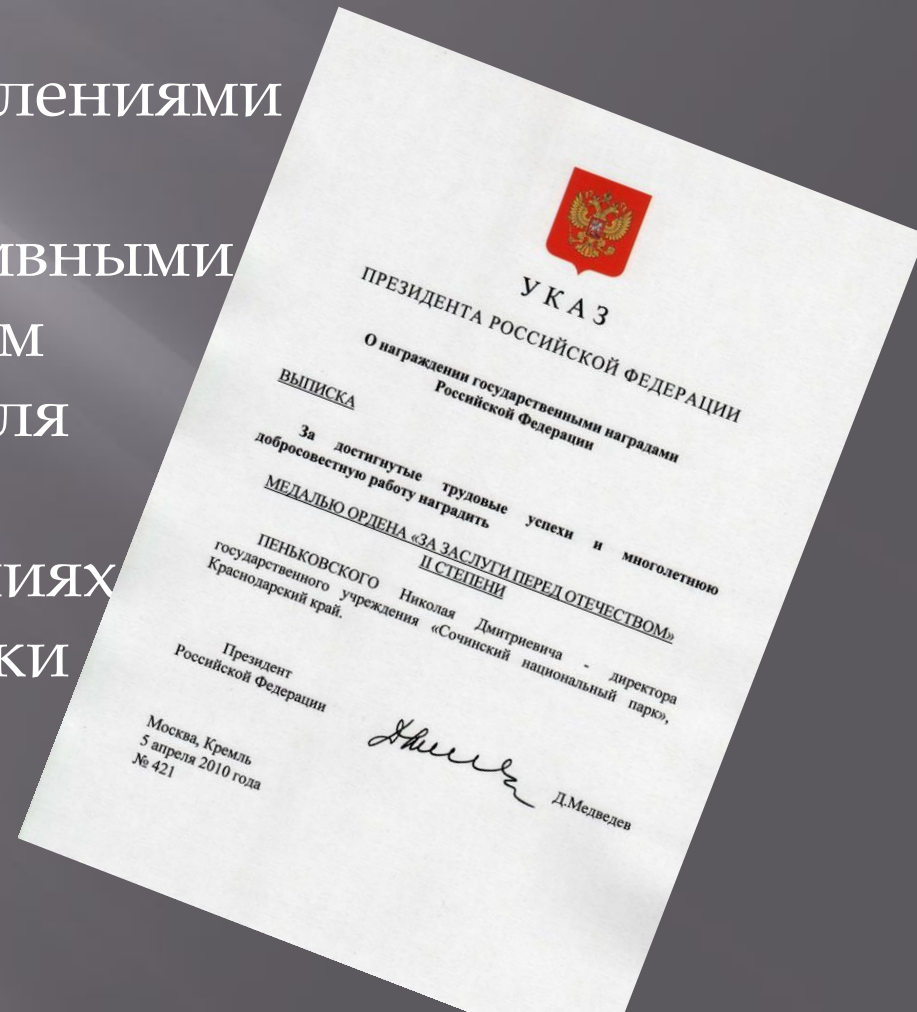 лениями
ивными
м
ля
иях
ки
УКАЗ
ПРЕЗИДЕНТА РОССИЙСКОЙ ФЕДЕРАЦИИ
О награждении государственными наградами
Российской Федерации
ВЫПИСКА
За достигнутые трудовые успехи и многолетнюю
добросовестную работу наградить
МЕДАЛЬЮ ОРДЕНА «ЗА ЗАСЛУГИ ПЕРЕД ОТЕЧЕСТВОМ»
II СТЕПЕНИ
ПЕНЬКОВСКОГО Николая Дмитриевича - директора
государственного учреждения «Сочинский национальный парк»,
Краснодарский край.
Президент
Российской Федерации
Д.Медведев
Москва, Кремль
5 апреля 2010 года
№ 421